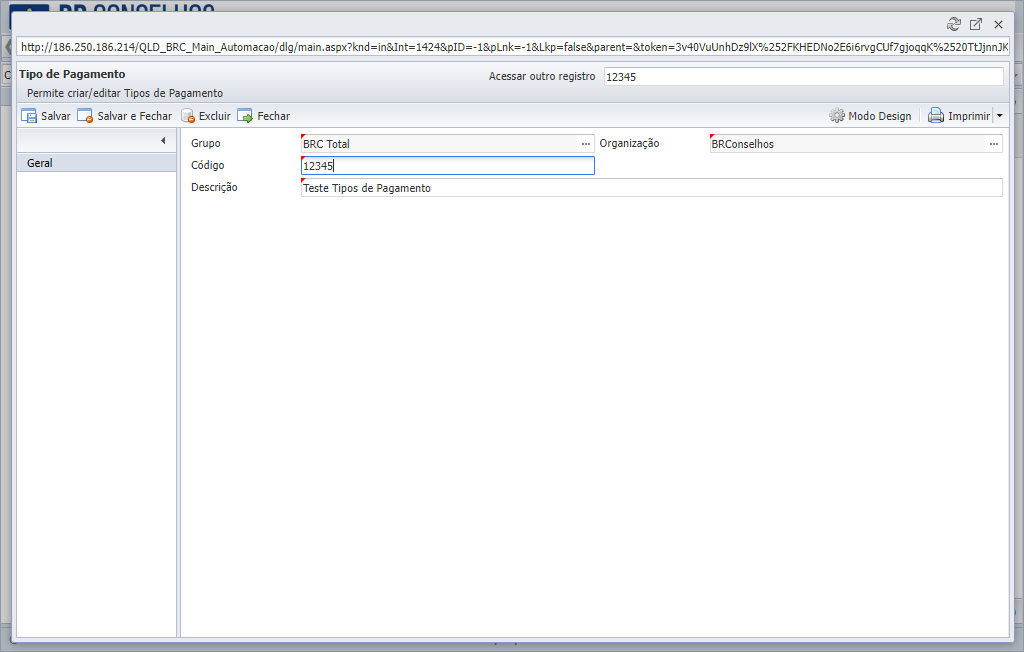 BR CONSELHOS
http://186.250.186.214/QLD_BRC_Main_Automacao/dlg/main.aspx?knd=in&Int=1424&pID=-1&pLnk=-1&Lkp=false&parent=&token=3v40VuUnhDz9lX%252FKHEDNo2E6i6rvgCUf7gjoqqK%2520TtJjnnJK
Tipo de Pagamento
Acessar outro registro 12345
Permite criar/editar Tipos de Pagamento
Salvar Salvar e Fechar Excluir Fechar Modo Design Imprimir
Geral
Grupo BRC Total ... Organização BRConselhos ...
Código 12345
Descrição Teste Tipos de Pagamento